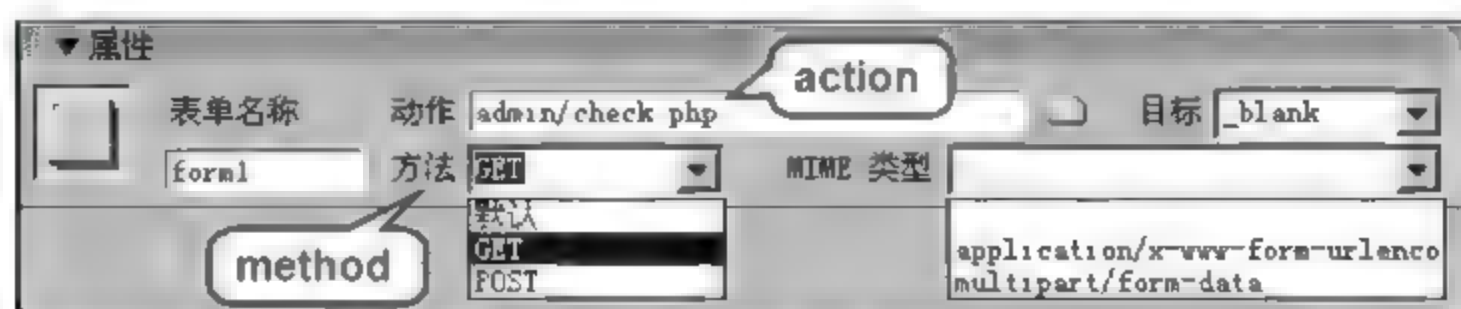 ▼属性
action
表单名称 动作 admin/check php 目标 _blank
form1 方法 GET MIME 类型
默认
GET
POST
method
application/x-www-form-urlenco
multipart/form-data